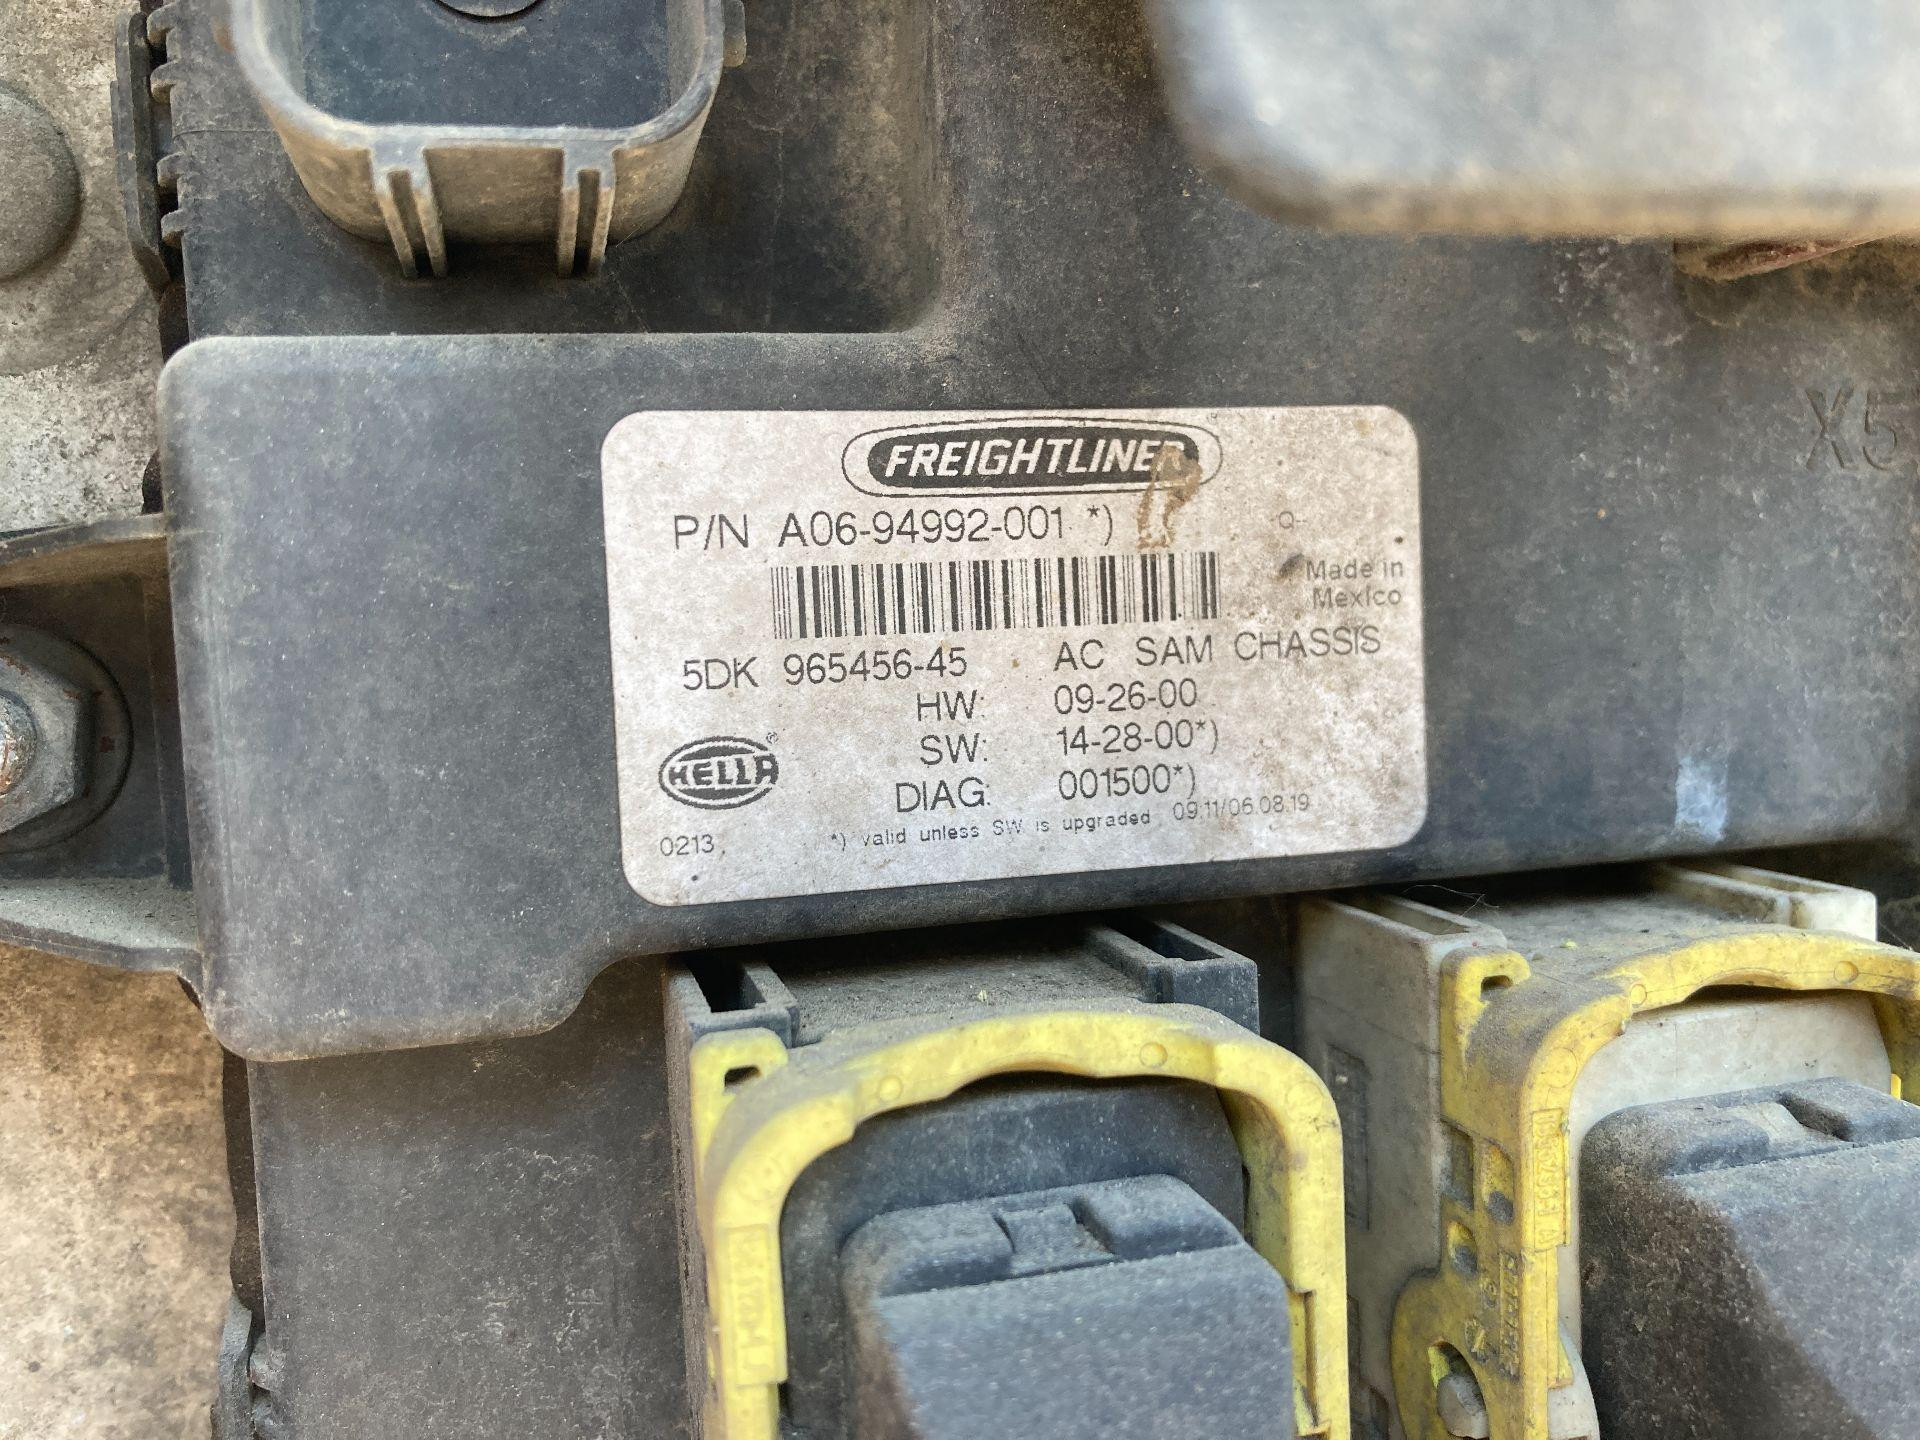 FREIGHTLINER
P/N A06-94992-001 *)
Q--
Made in
Mexico
5DK 965456-45 AC SAM CHASSIS
HW: 09-26-00
SW: 14-28-00*)
HELLA®
DIAG: 001500*)
0213 *) valid unless SW is upgraded 09.11/06.08.19
X5